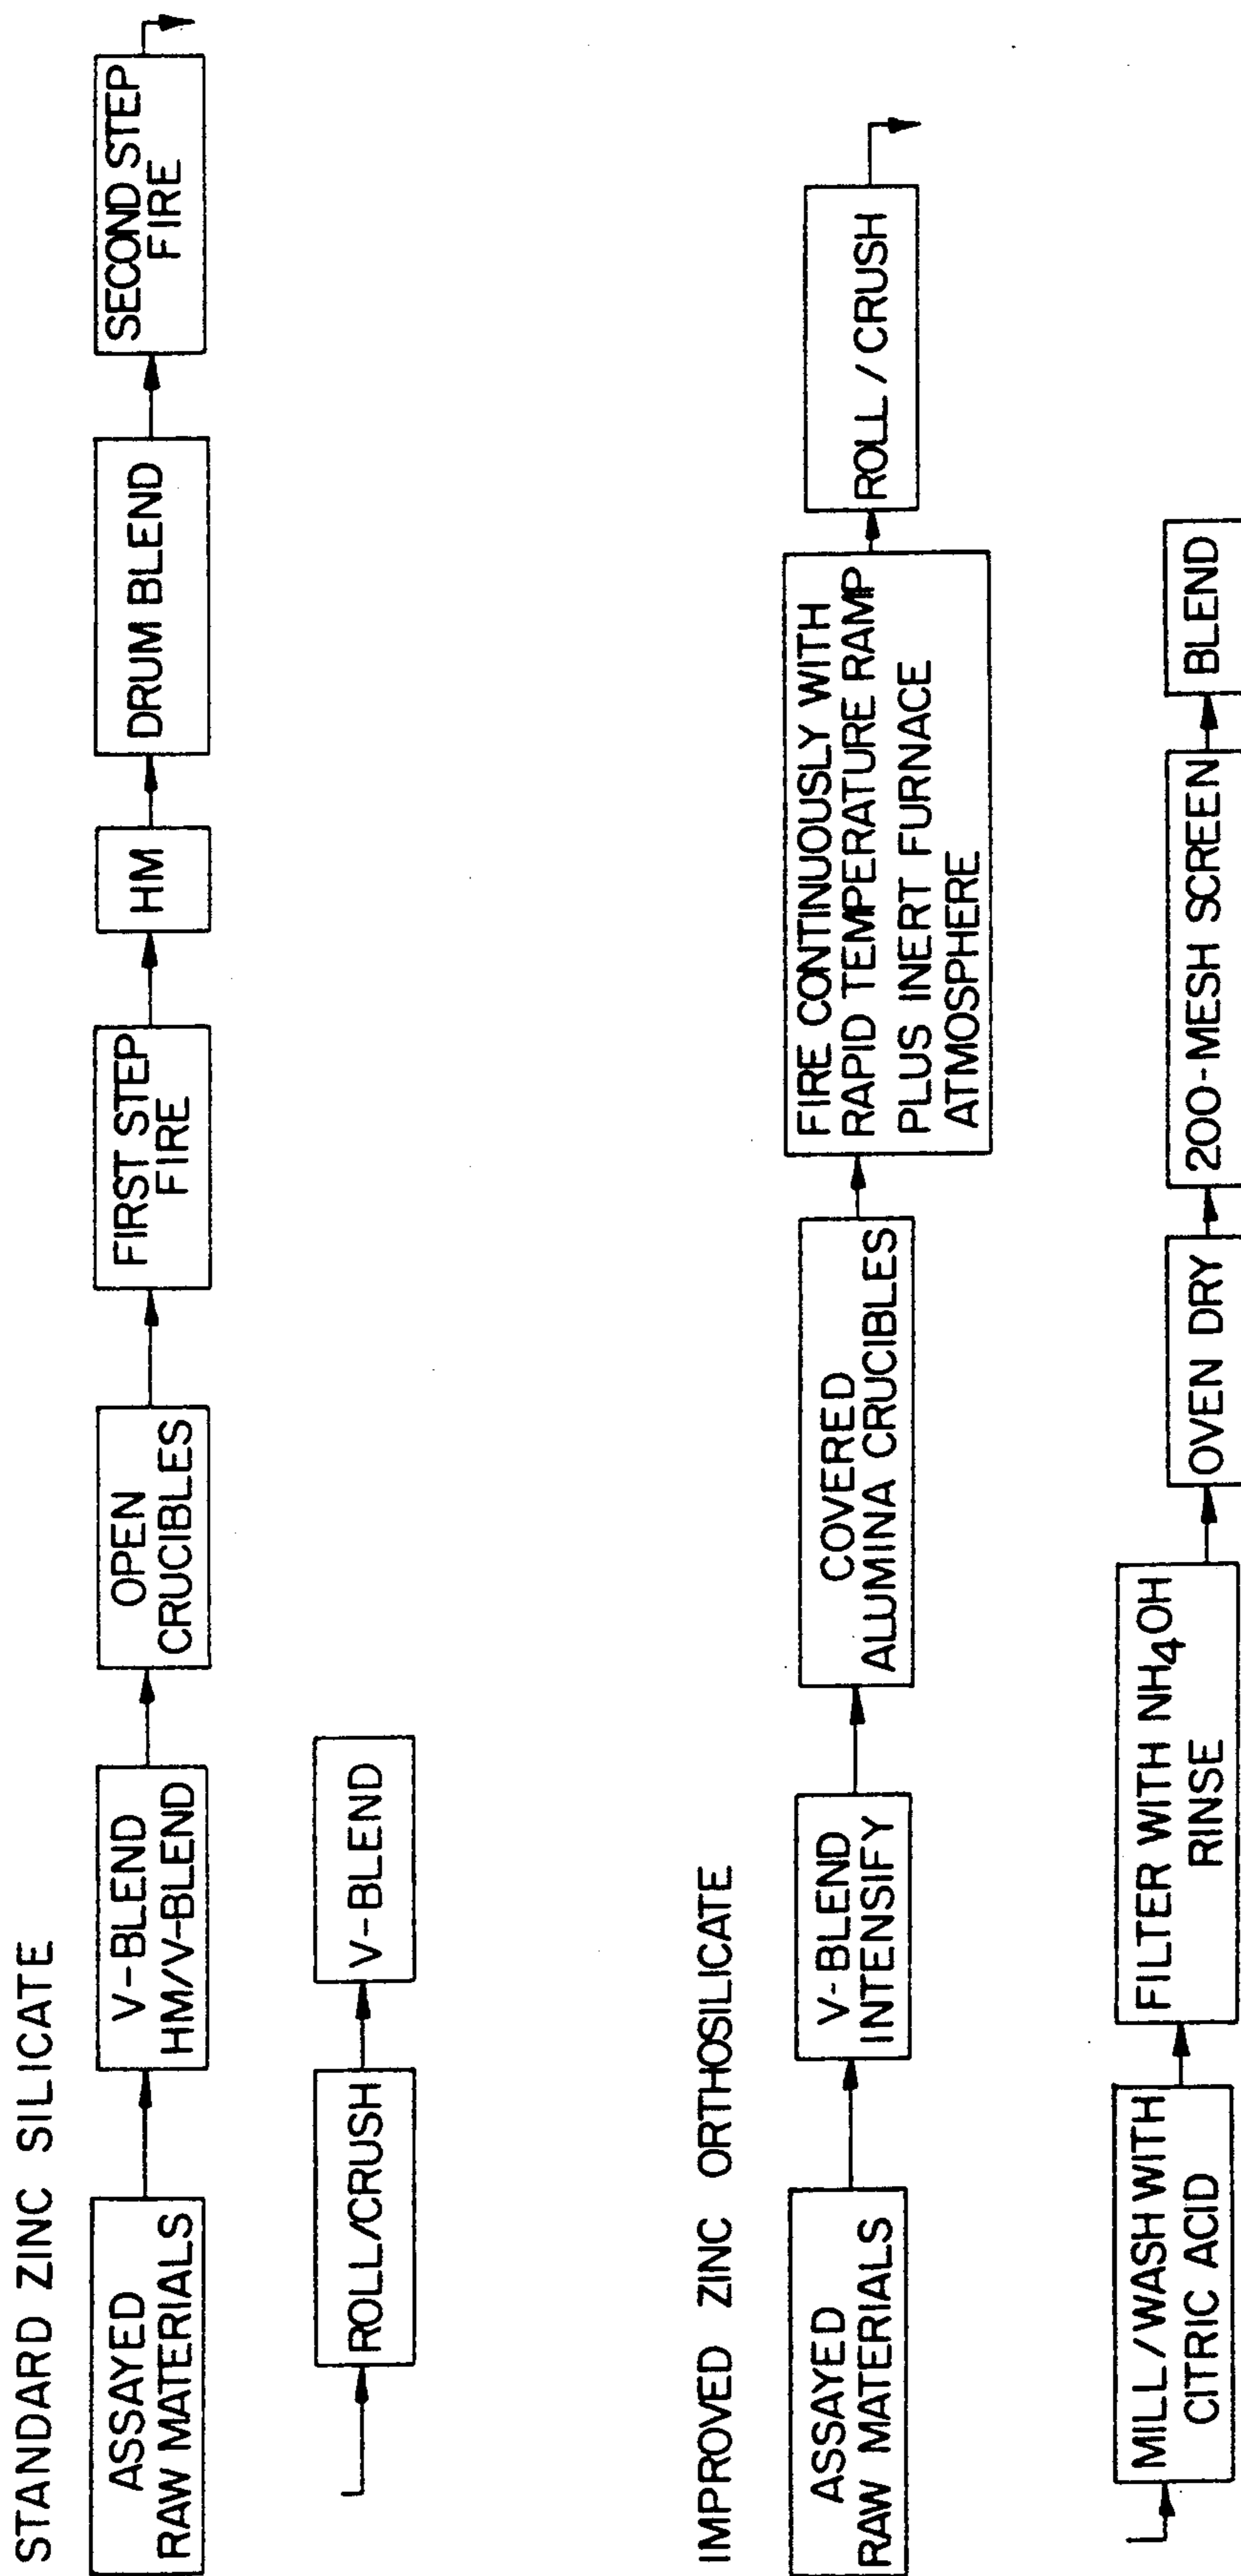 STANDARD ZINC SILICATE
ASSAYED
RAW MATERIALS
V-BLEND
HM/V-BLEND
OPEN
CRUCIBLES
FIRST STEP
FIRE
HM
DRUM BLEND
SECOND STEP
FIRE
ROLL/CRUSH
V-BLEND
IMPROVED ZINC ORTHOSILICATE
ASSAYED
RAW MATERIALS
V-BLEND
INTENSIFY
COVERED
ALUMINA CRUCIBLES
FIRE CONTINUOUSLY WITH
RAPID TEMPERATURE RAMP
PLUS INERT FURNACE
ATMOSPHERE
ROLL / CRUSH
MILL/WASH WITH
CITRIC ACID
FILTER WITH NH4OH
RINSE
OVEN DRY
200-MESH SCREEN
BLEND